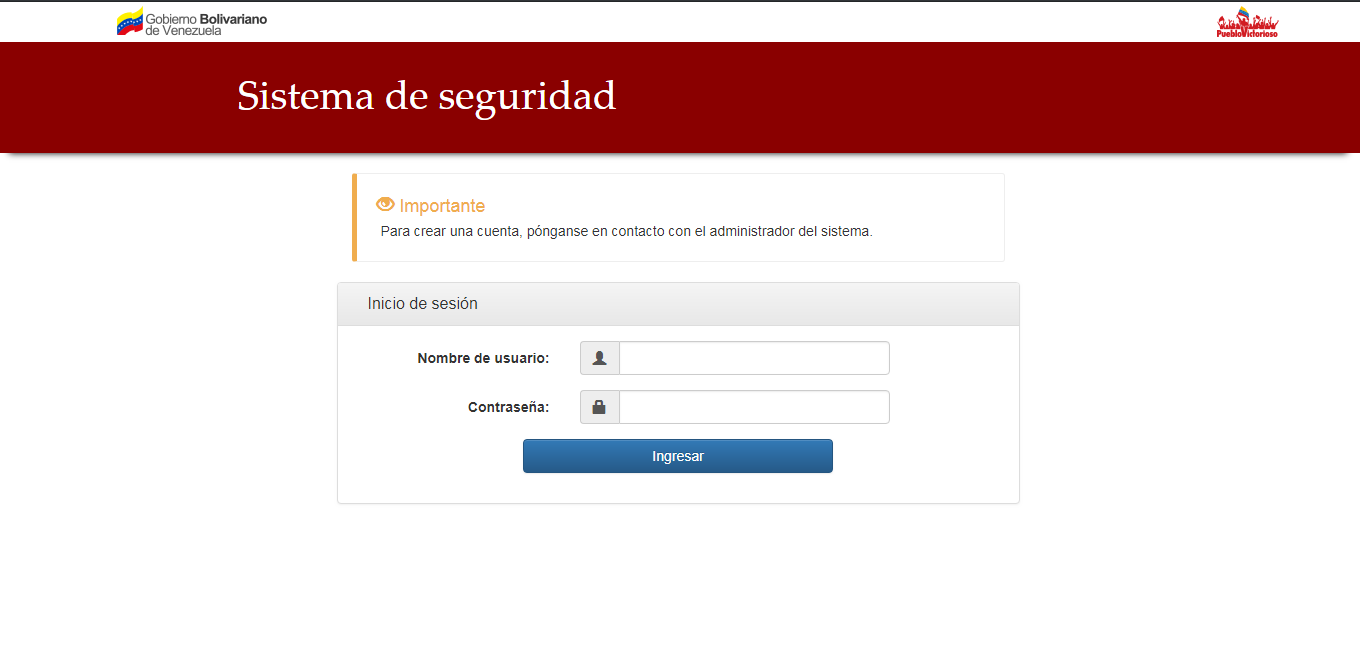 Gobierno Bolivariano
de Venezuela
PuebloVictorioso
Sistema de seguridad
Importante
Para crear una cuenta, pónganse en contacto con el administrador del sistema.
Inicio de sesión
Nombre de usuario:
Contraseña:
Ingresar